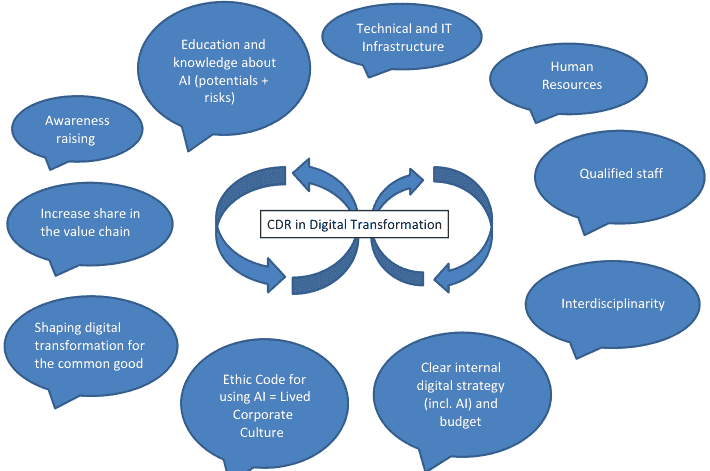 Education and
knowledge about
AI (potentials +
risks)
Technical and IT
Infrastructure
Human
Resources
Awareness
raising
Qualified staff
Increase share in
the value chain
CDR in Digital Transformation
Interdisciplinarity
Shaping digital
transformation for
the common good
Ethic Code for
using AI = Lived
Corporate
Culture
Clear internal
digital strategy
(incl. AI) and
budget